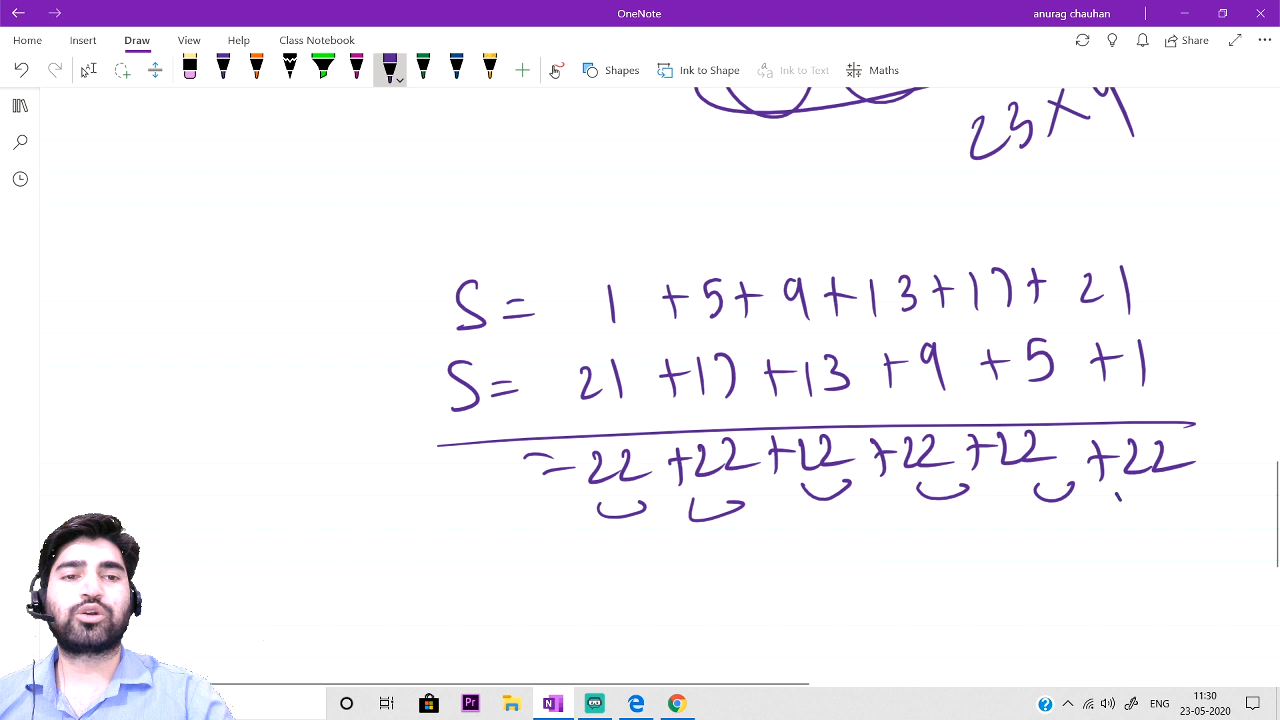 OneNote
anurag chauhan
Home Insert Draw View Help Class Notebook
Share
Shapes Ink to Shape Ink to Text Maths
23 x 4
S = 1 + 5 + 9 + 13 + 17 + 21
S = 21 + 17 + 13 + 9 + 5 + 1
= 22 + 22 + 22 + 22 + 22 + 22
Pr
N
ENG
11:30
23-05-2020